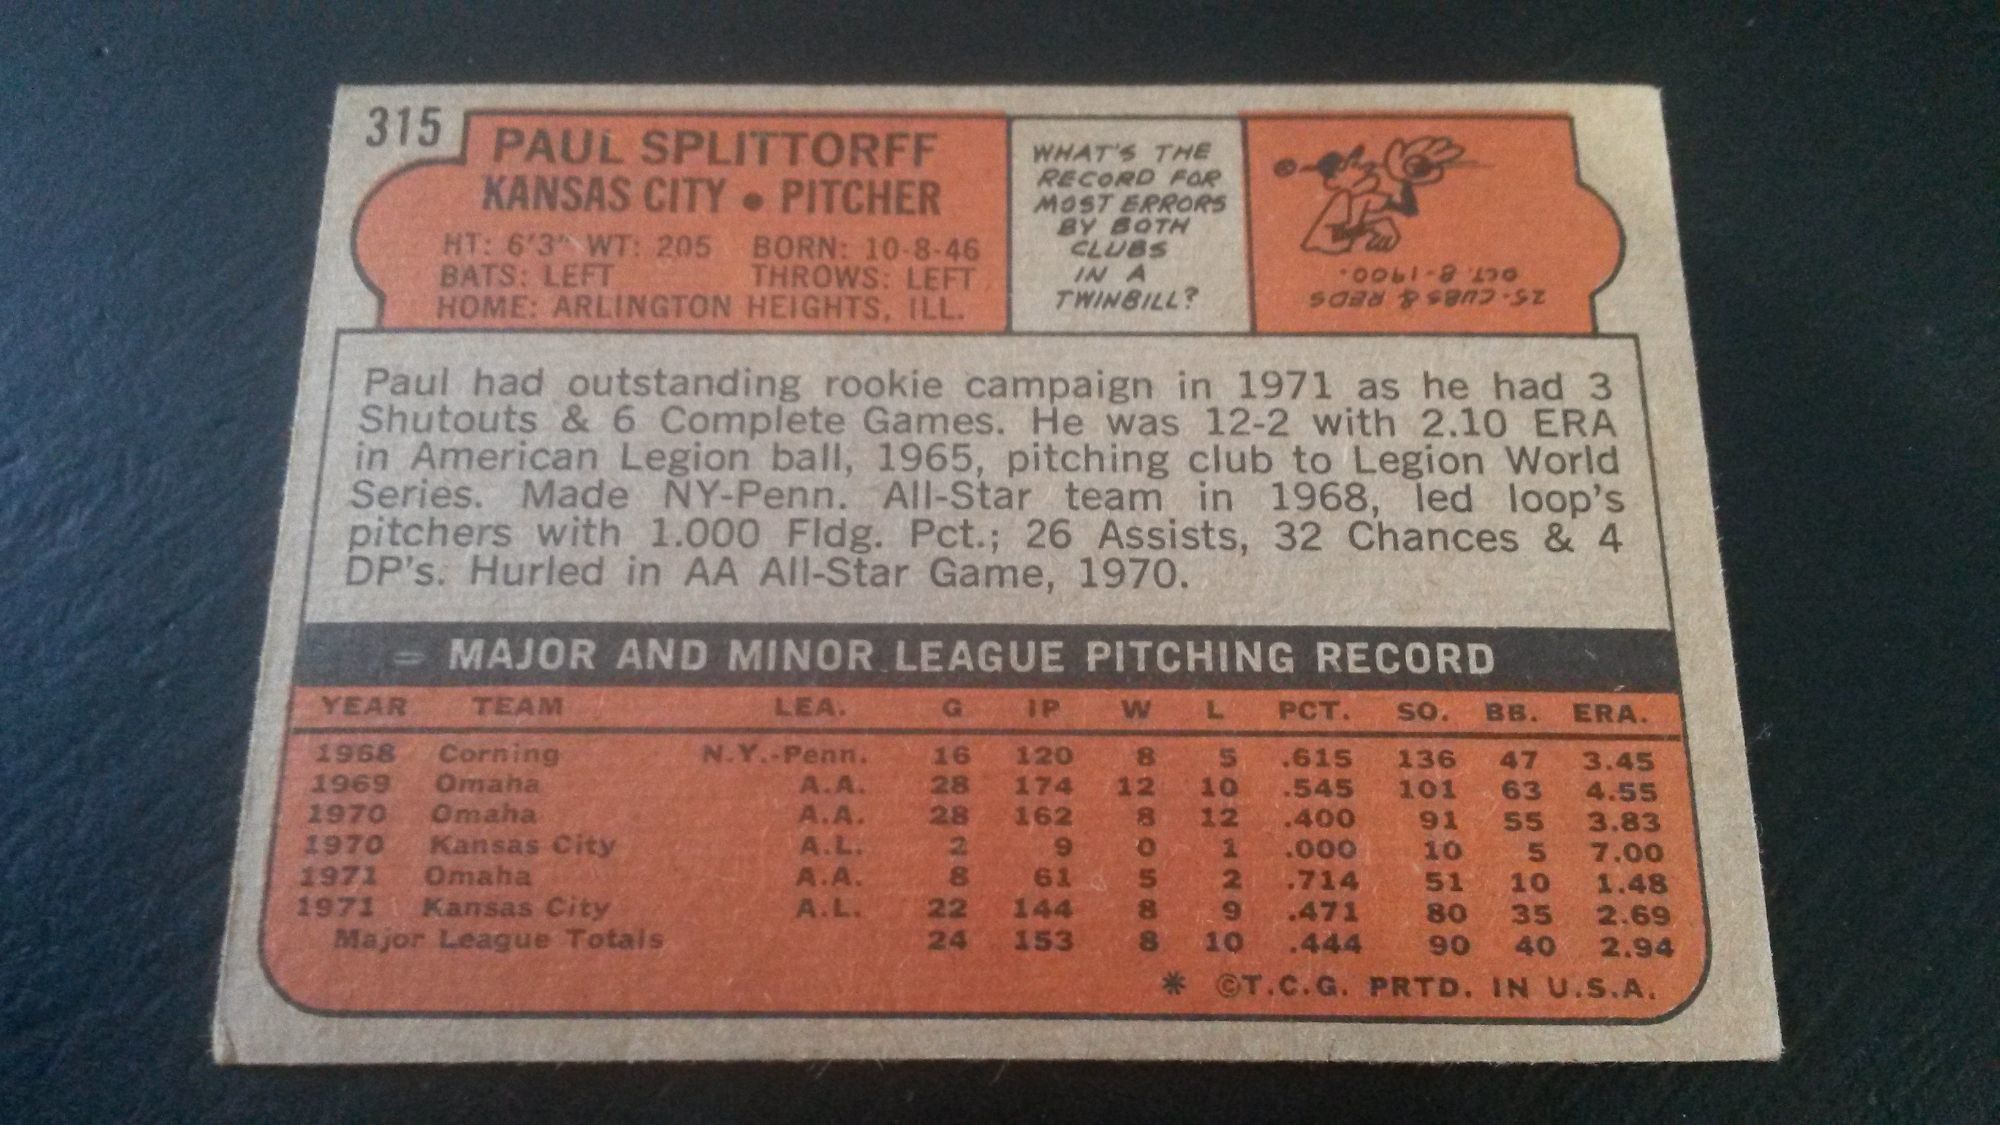 315
PAUL SPLITTORFF
KANSAS CITY • PITCHER
HT: 6'3" WT: 205 BORN: 10-8-46
BATS: LEFT THROWS: LEFT
HOME: ARLINGTON HEIGHTS, ILL.
WHAT'S THE
RECORD FOR
MOST ERRORS
BY BOTH
CLUBS
IN A
TWINBILL?
25-CUBS & REDS
OCT. 8-1900.
Paul had outstanding rookie campaign in 1971 as he had 3
Shutouts & 6 Complete Games. He was 12-2 with 2.10 ERA
in American Legion ball, 1965, pitching club to Legion World
Series. Made NY-Penn. All-Star team in 1968, led loop's
pitchers with 1.000 Fldg. Pct.; 26 Assists, 32 Chances & 4
DP's. Hurled in AA All-Star Game, 1970.
MAJOR AND MINOR LEAGUE PITCHING RECORD
YEAR TEAM LEA. G IP W L PCT. SO. BB. ERA.
1968 Corning N.Y.-Penn. 16 120 8 5 .615 136 47 3.45
1969 Omaha A.A. 28 174 12 10 .545 101 63 4.55
1970 Omaha A.A. 28 162 8 12 .400 91 55 3.83
1970 Kansas City A.L. 2 9 0 1 .000 10 5 7.00
1971 Omaha A.A. 8 61 5 2 .714 51 10 1.48
1971 Kansas City A.L. 22 144 8 9 .471 80 35 2.69
Major League Totals 24 153 8 10 .444 90 40 2.94
* ©T.C.G. PRTD. IN U.S.A.